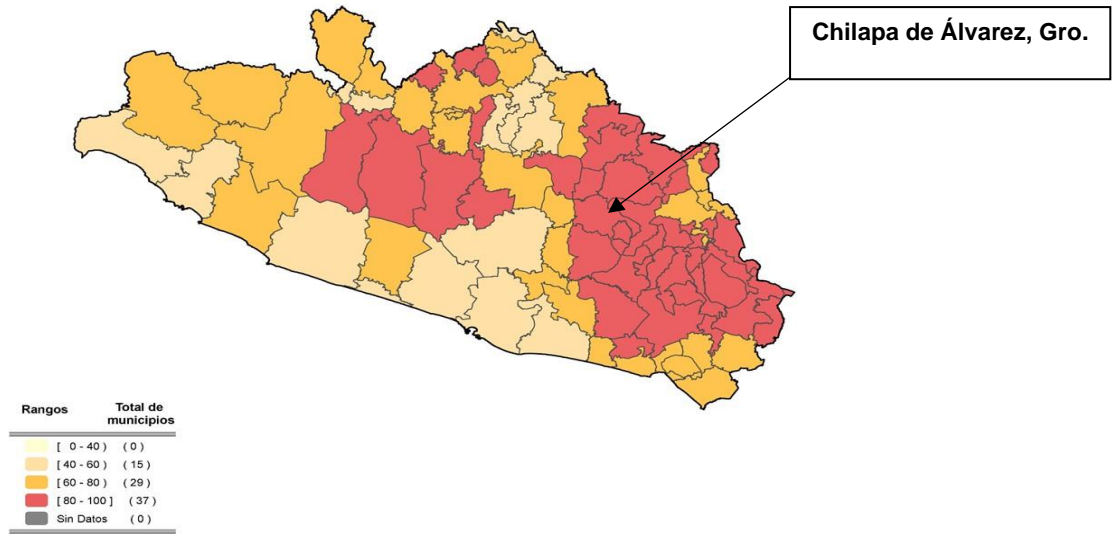 Chilapa de Álvarez, Gro.
Rangos Total de municipios
[ 0 - 40 ) ( 0 )
[ 40 - 60 ) ( 15 )
[ 60 - 80 ) ( 29 )
[ 80 - 100 ] ( 37 )
Sin Datos ( 0 )